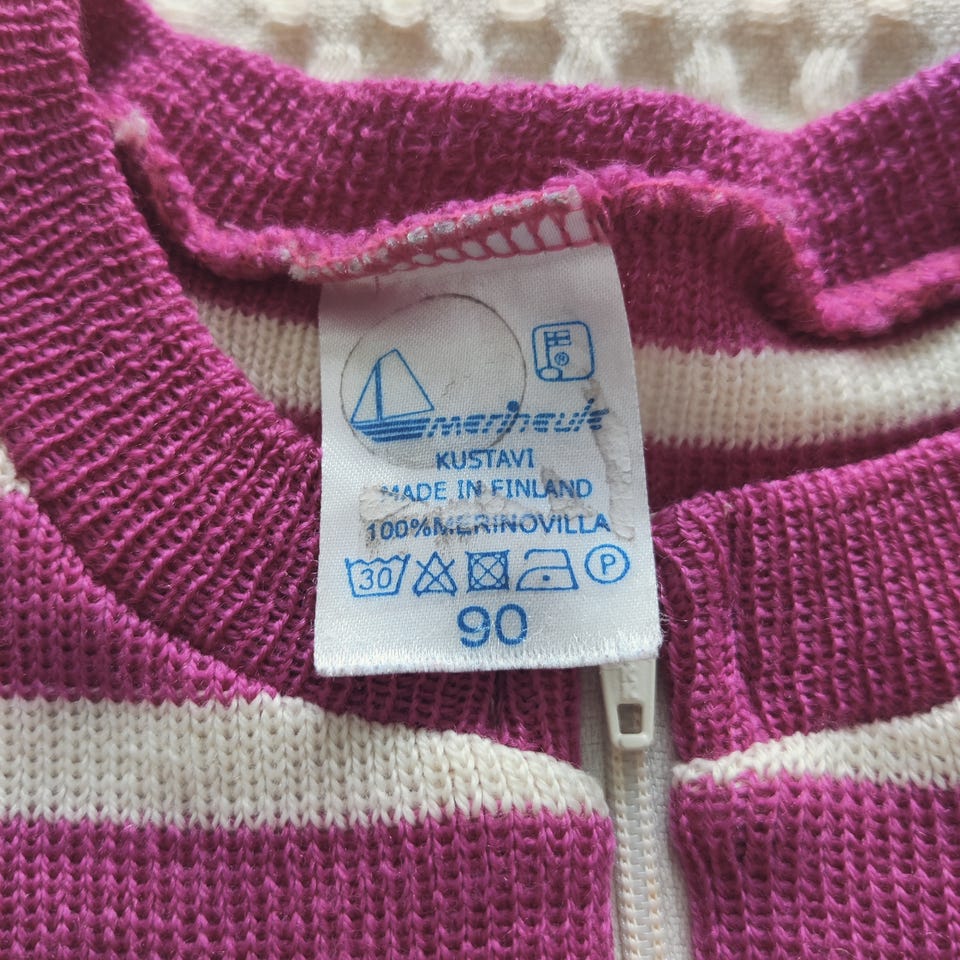 ®
merineule
KUSTAVI
MADE IN FINLAND
100%MERINOVILLA
30 P
90